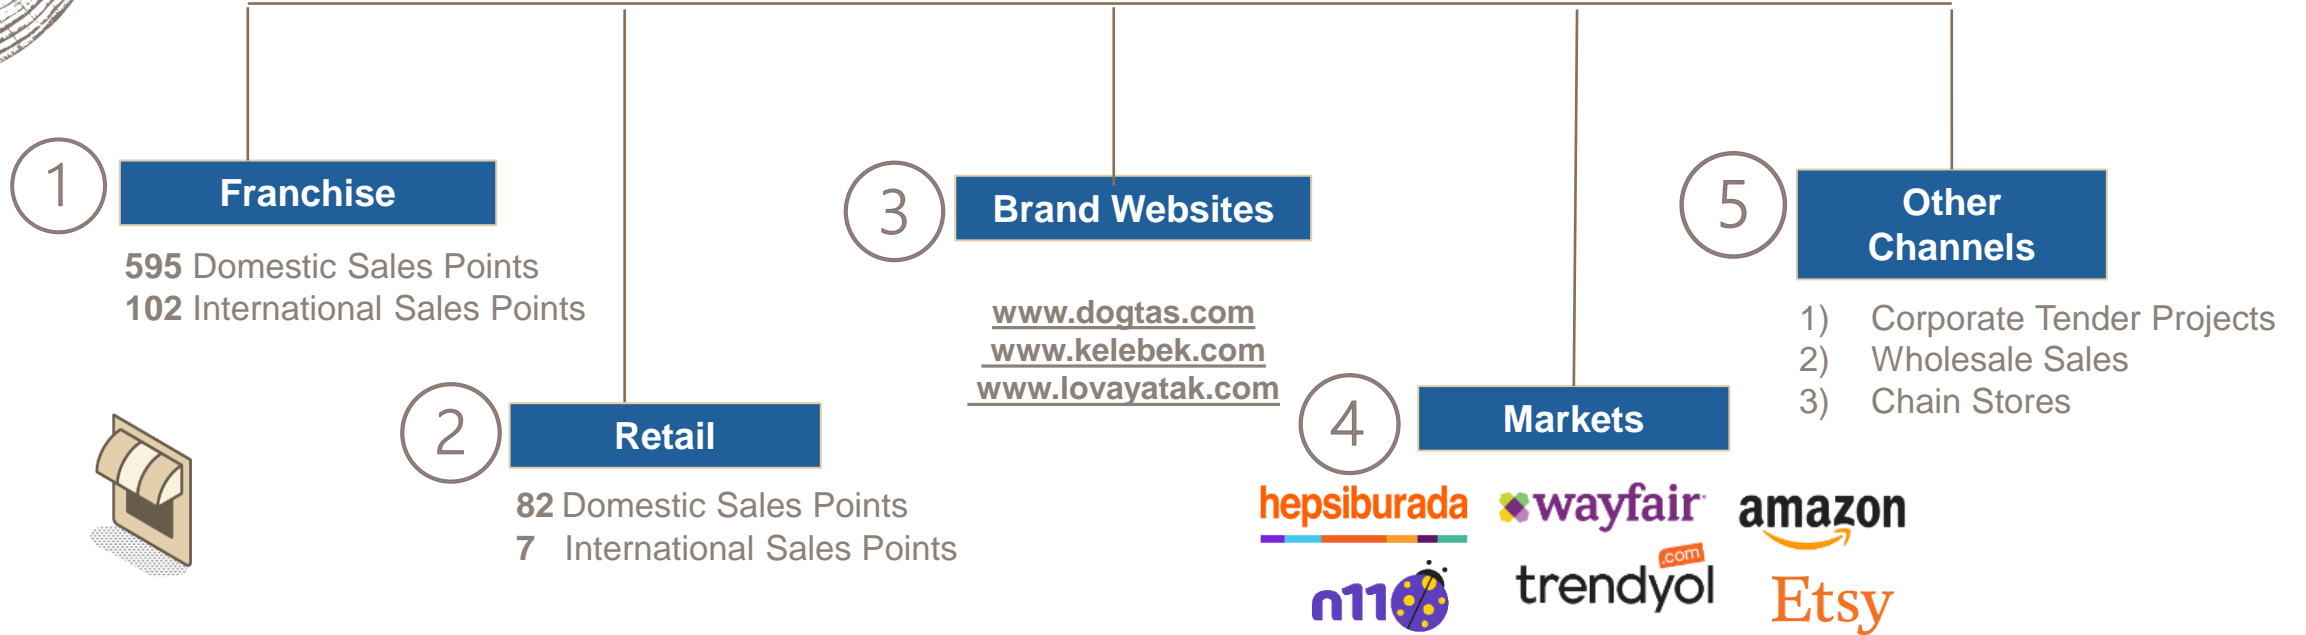 1
Franchise
595 Domestic Sales Points
102 International Sales Points
2
Retail
82 Domestic Sales Points
7 International Sales Points
3
Brand Websites
www.dogtas.com
www.kelebek.com
www.lovayatak.com
4
Markets
hepsiburada
wayfair
amazon
n11
trendyol
.com
Etsy
5
Other
Channels
1) Corporate Tender Projects
2) Wholesale Sales
3) Chain Stores